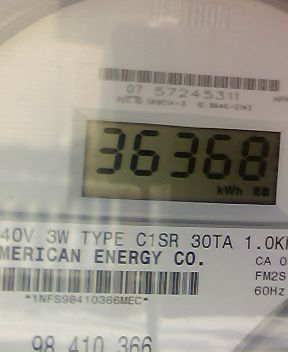 07 57245311
36368
kWh
40V 3W TYPE C1SR 30TA 1.0K
MERICAN ENERGY CO.
CA 0
FM2S
60Hz
*1NFS98410366MEC*
98 410 366